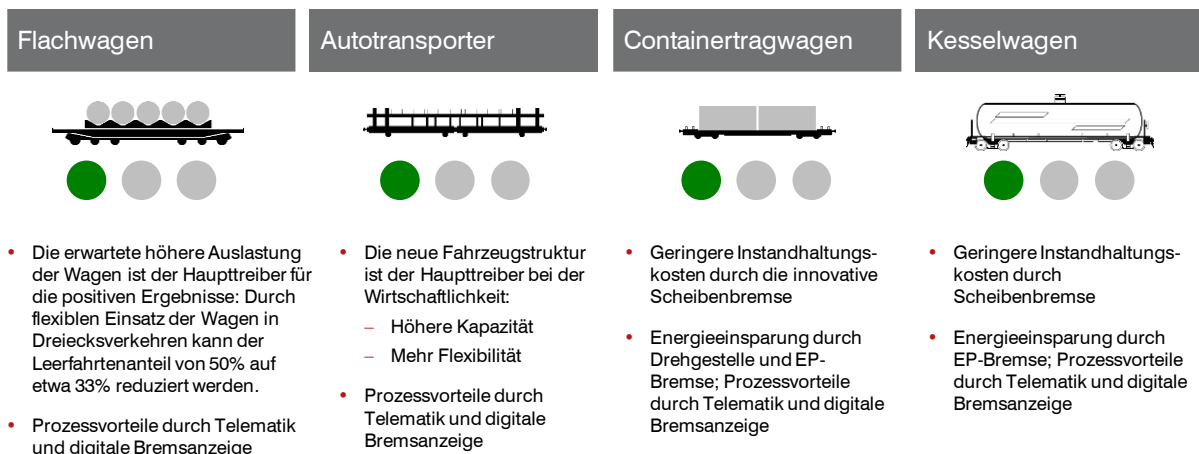 Flachwagen
Die erwartete höhere Auslastung
der Wagen ist der Haupttreiber für
die positiven Ergebnisse: Durch
flexiblen Einsatz der Wagen in
Dreiecksverkehren kann der
Leerfahrtenanteil von 50% auf
etwa 33% reduziert werden.
Prozessvorteile durch Telematik
und digitale Bremsanzeige
Autotransporter
Die neue Fahrzeugstruktur
ist der Haupttreiber bei der
Wirtschaftlichkeit:
– Höhere Kapazität
– Mehr Flexibilität
Prozessvorteile durch
Telematik und digitale
Bremsanzeige
Containertragwagen
Geringere Instandhaltungs-
kosten durch die innovative
Scheibenbremse
Energieeinsparung durch
Drehgestelle und EP-
Bremse; Prozessvorteile
durch Telematik und digitale
Bremsanzeige
Kesselwagen
Geringere Instandhaltungs-
kosten durch
Scheibenbremse
Energieeinsparung durch
EP-Bremse; Prozessvorteile
durch Telematik und digitale
Bremsanzeige